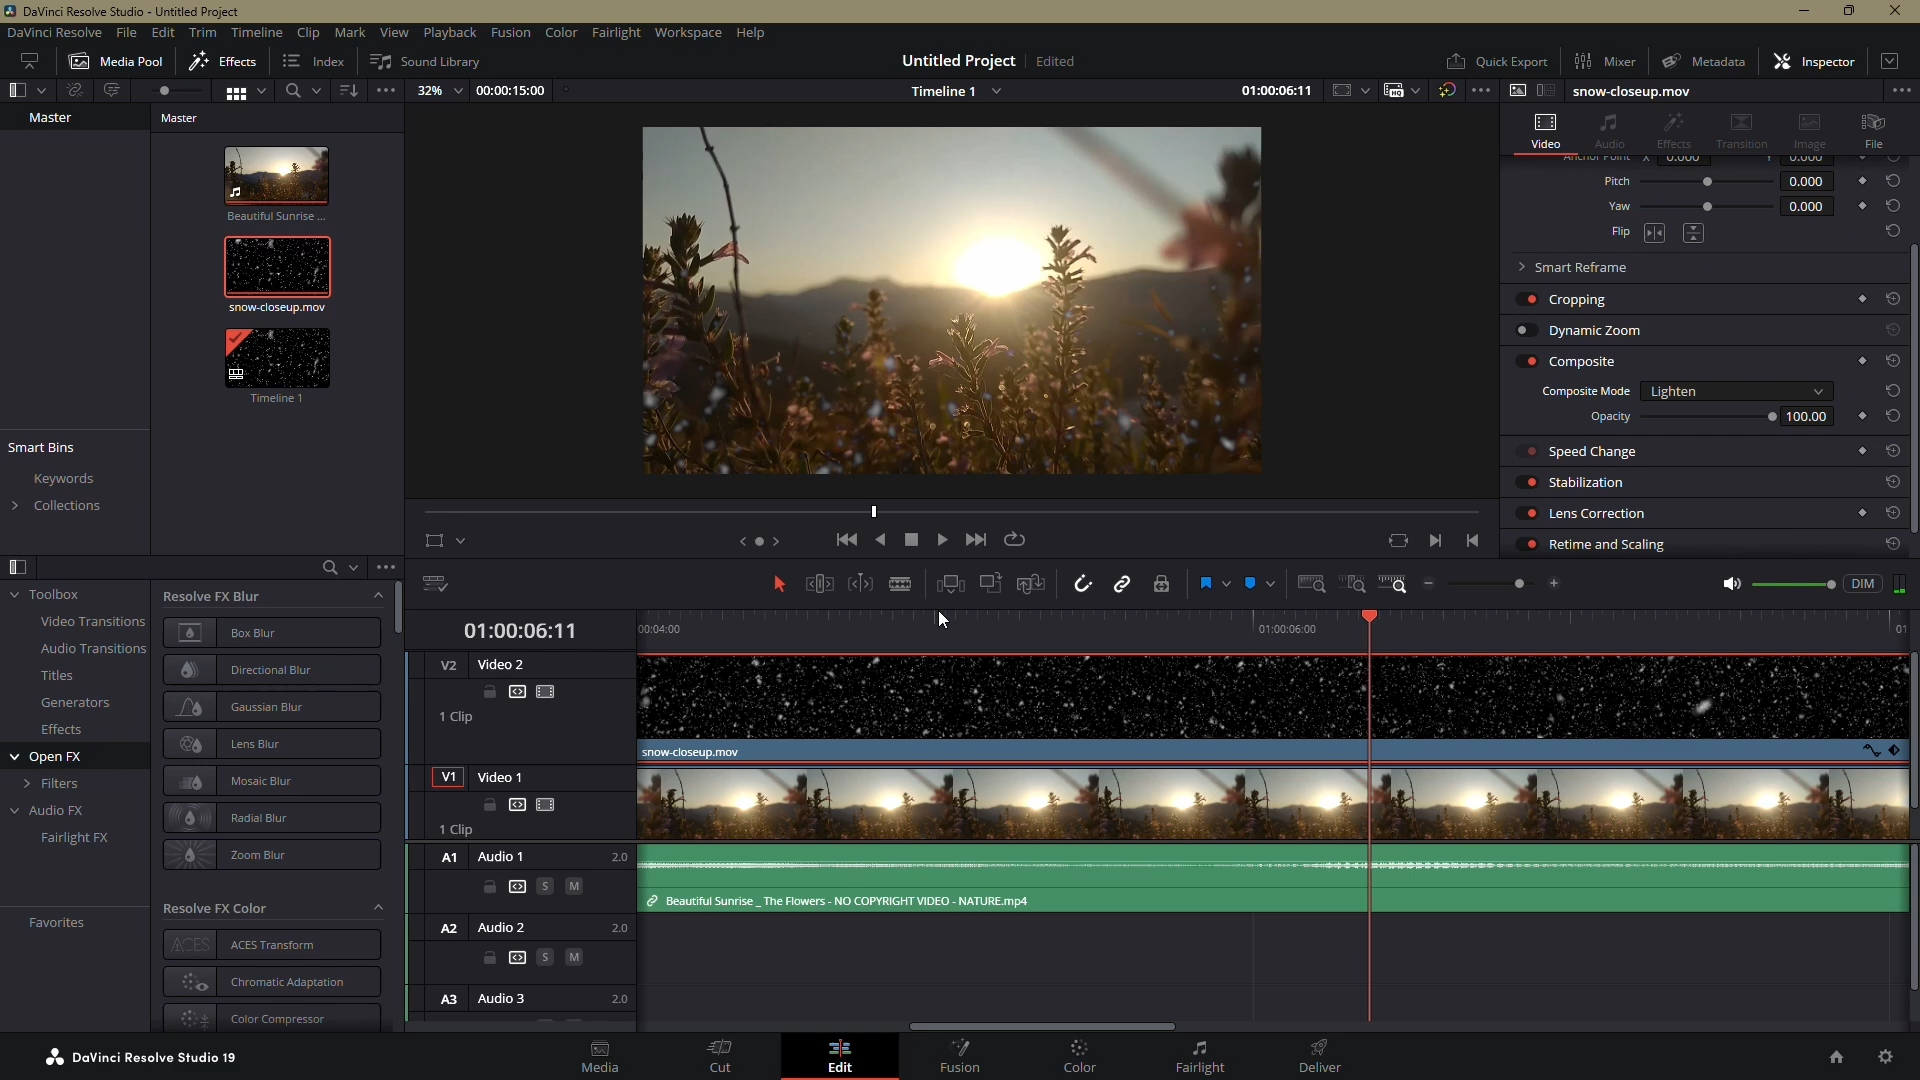 DaVinci Resolve Studio - Untitled Project
DaVinci Resolve File Edit Trim Timeline Clip Mark View Playback Fusion Color Fairlight Workspace Help
Media Pool Effects Index Sound Library Untitled Project Edited Quick Export Mixer Metadata Inspector
32% 00:00:15:00 Timeline 1 01:00:06:11 snow-closeup.mov
Master Master
Beautiful Sunrise ...
snow-closeup.mov
Timeline 1
Smart Bins
Keywords
Collections
Video Audio Effects Transition Image File
Anchor Point X 0.000 Y 0.000
Pitch 0.000
Yaw 0.000
Flip
Smart Reframe
Cropping
Dynamic Zoom
Composite
Composite Mode Lighten
Opacity 100.00
Speed Change
Stabilization
Lens Correction
Retime and Scaling
DIM
Toolbox
Video Transitions
Audio Transitions
Titles
Generators
Effects
Open FX
Filters
Audio FX
Fairlight FX
Favorites
Resolve FX Blur
Box Blur
Directional Blur
Gaussian Blur
Lens Blur
Mosaic Blur
Radial Blur
Zoom Blur
Resolve FX Color
ACES ACES Transform
Chromatic Adaptation
Color Compressor
01:00:06:11 00:04:00 01:00:06:00 01
V2 Video 2
1 Clip
snow-closeup.mov
V1 Video 1
1 Clip
A1 Audio 1 2.0
S M
Beautiful Sunrise _ The Flowers - NO COPYRIGHT VIDEO - NATURE.mp4
A2 Audio 2 2.0
S M
A3 Audio 3 2.0
DaVinci Resolve Studio 19
Media Cut Edit Fusion Color Fairlight Deliver